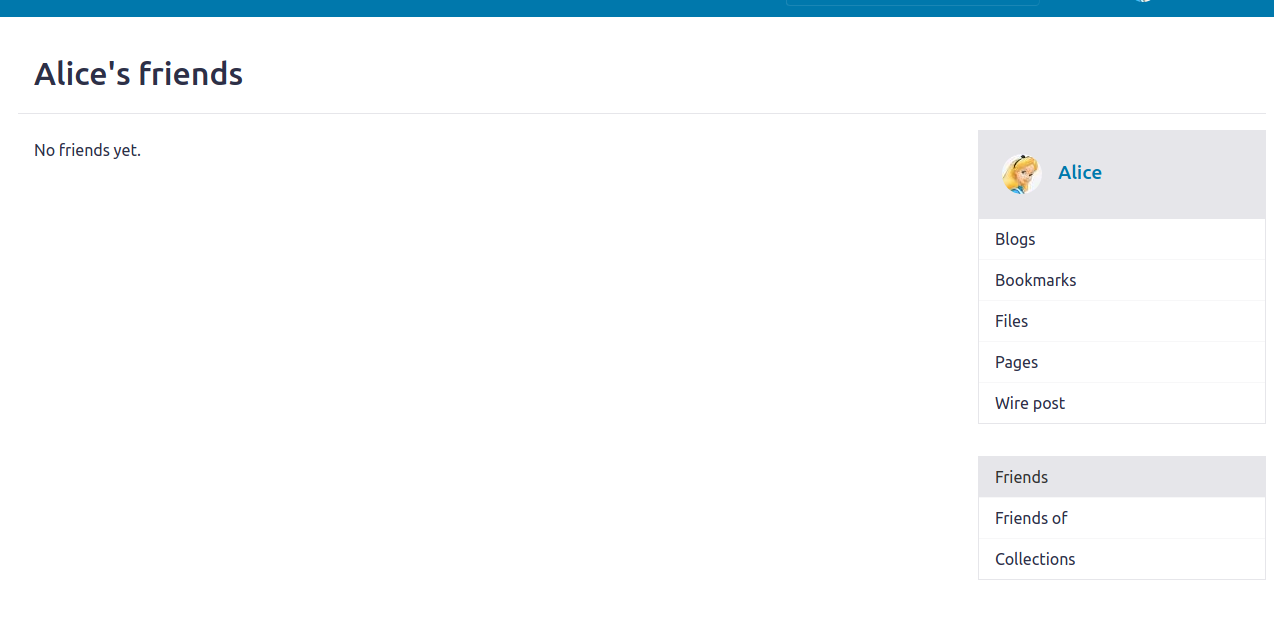 Alice's friends
No friends yet.
Alice
Blogs
Bookmarks
Files
Pages
Wire post
Friends
Friends of
Collections